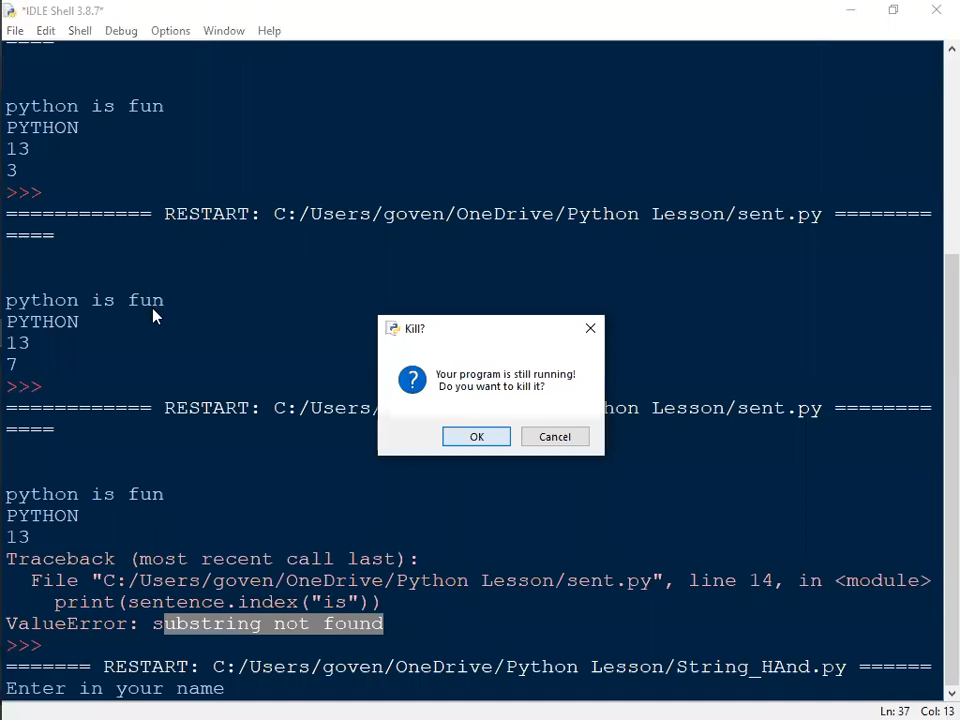 *IDLE Shell 3.8.7*
File Edit Shell Debug Options Window Help
====
python is fun
PYTHON
13
3
>>>
============ RESTART: C:/Users/goven/OneDrive/Python Lesson/sent.py ========
====
python is fun
PYTHON
13
7
>>>
============ RESTART: C:/Users/ hon Lesson/sent.py ========
====
Kill?
Your program is still running!
Do you want to kill it?
OK Cancel
python is fun
PYTHON
13
Traceback (most recent call last):
File "C:/Users/goven/OneDrive/Python Lesson/sent.py", line 14, in <module>
print(sentence.index("is"))
ValueError: substring not found
>>>
======= RESTART: C:/Users/goven/OneDrive/Python Lesson/String_HAnd.py ======
Enter in your name
Ln: 37 Col: 13